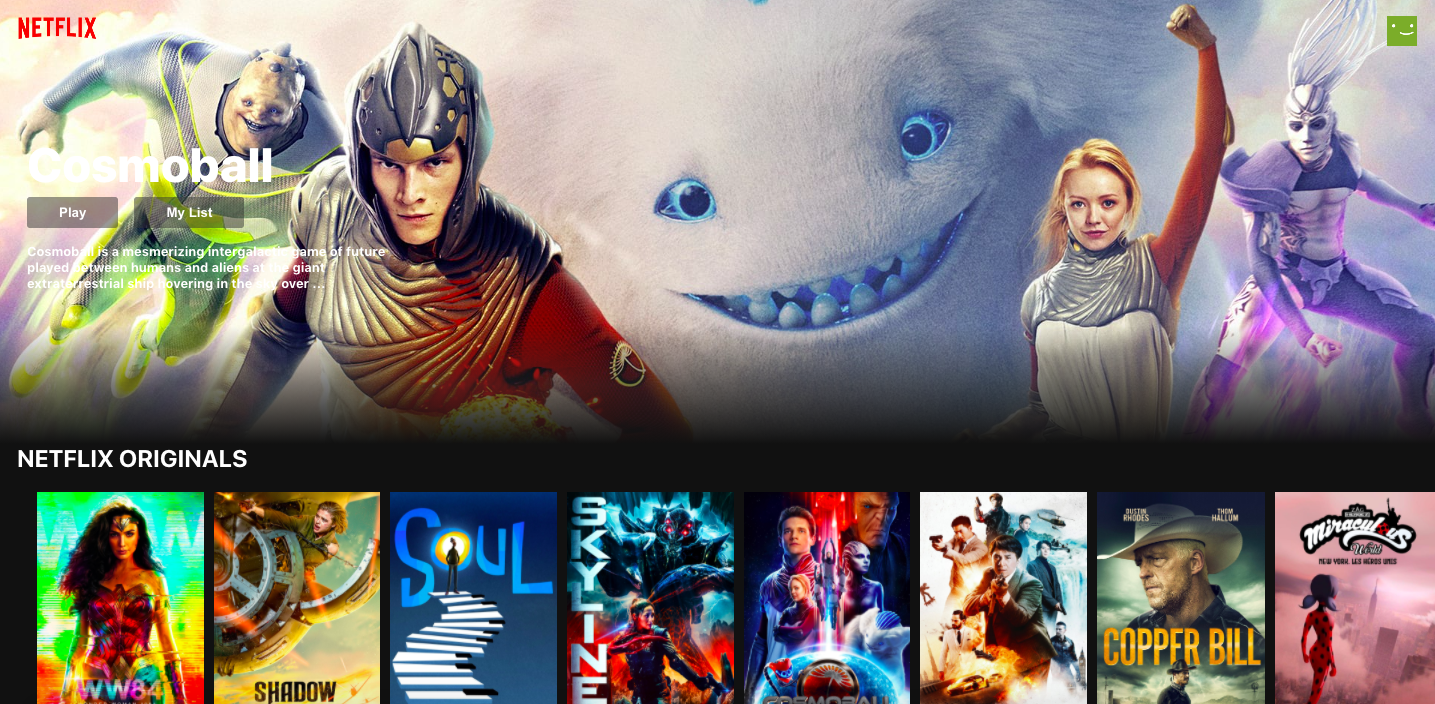 NETFLIX
Cosmoball
Play
My List
Cosmoball is a mesmerizing intergalactic game of future
played between humans and aliens at the giant
extraterrestrial ship hovering in the sky over ...
NETFLIX ORIGINALS
WW84
SHADOW
SOUL
SKYLINE
COSMOBALL
DUSTIN RHODES
THOM HALLUM
COPPER BILL
Miraculous
World
NEW YORK, LES HÉROS UNIS